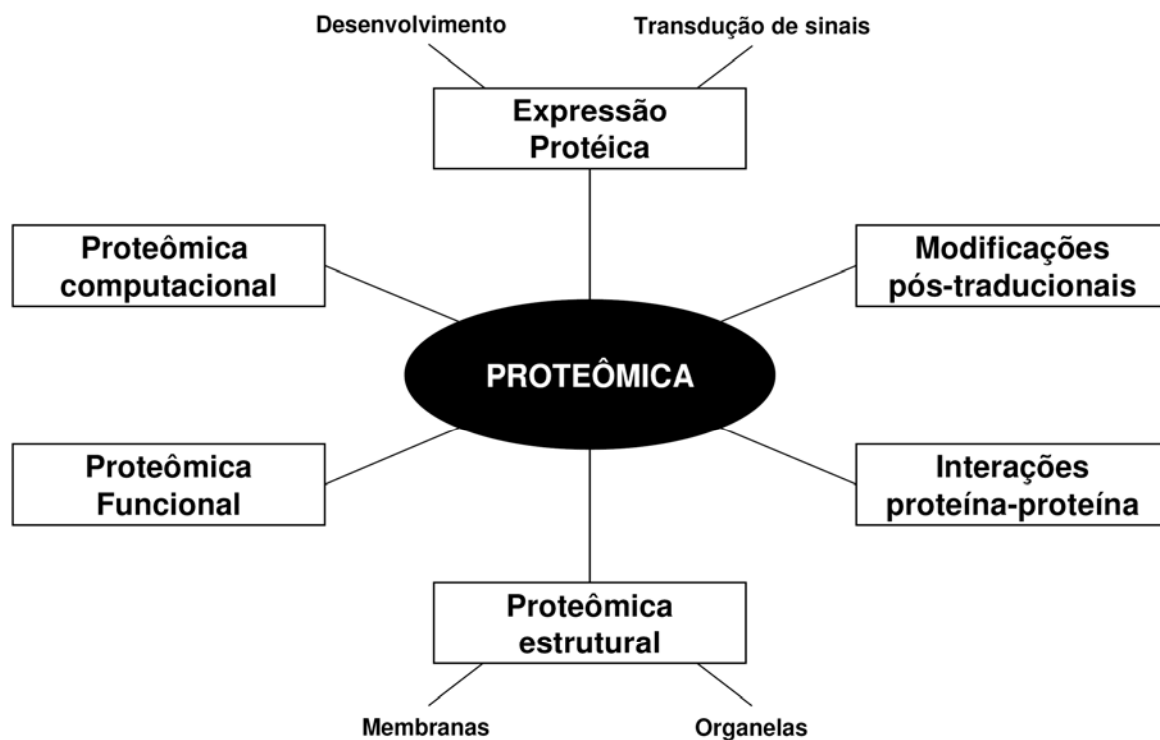 Desenvolvimento
Transdução de sinais
Expressão
Protéica
Proteômica
computacional
Modificações
pós-traducionais
PROTEÔMICA
Proteômica
Funcional
Interações
proteína-proteína
Proteômica
estrutural
Membranas
Organelas